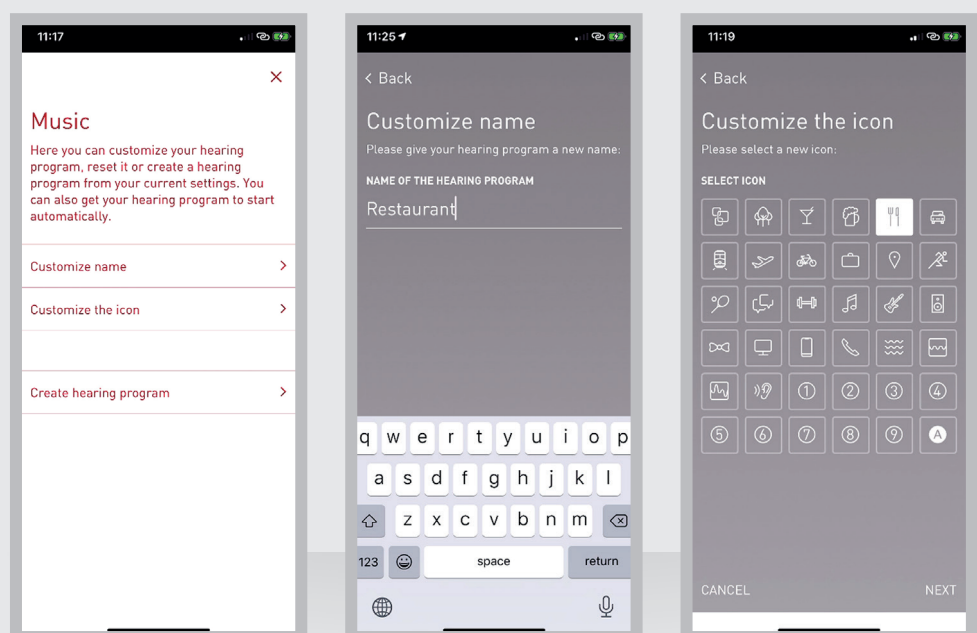 11:17
Music
Here you can customize your hearing
program, reset it or create a hearing
program from your current settings. You
can also get your hearing program to start
automatically.
Customize name
Customize the icon
Create hearing program
11:25
Back
Customize name
Please give your hearing program a new name:
NAME OF THE HEARING PROGRAM
Restaurant
q w e r t y u i o p
a s d f g h j k l
z x c v b n m
123 space return
11:19
Back
Customize the icon
Please select a new icon:
SELECT ICON
1 2 3 4
5 6 7 8 9 A
CANCEL NEXT